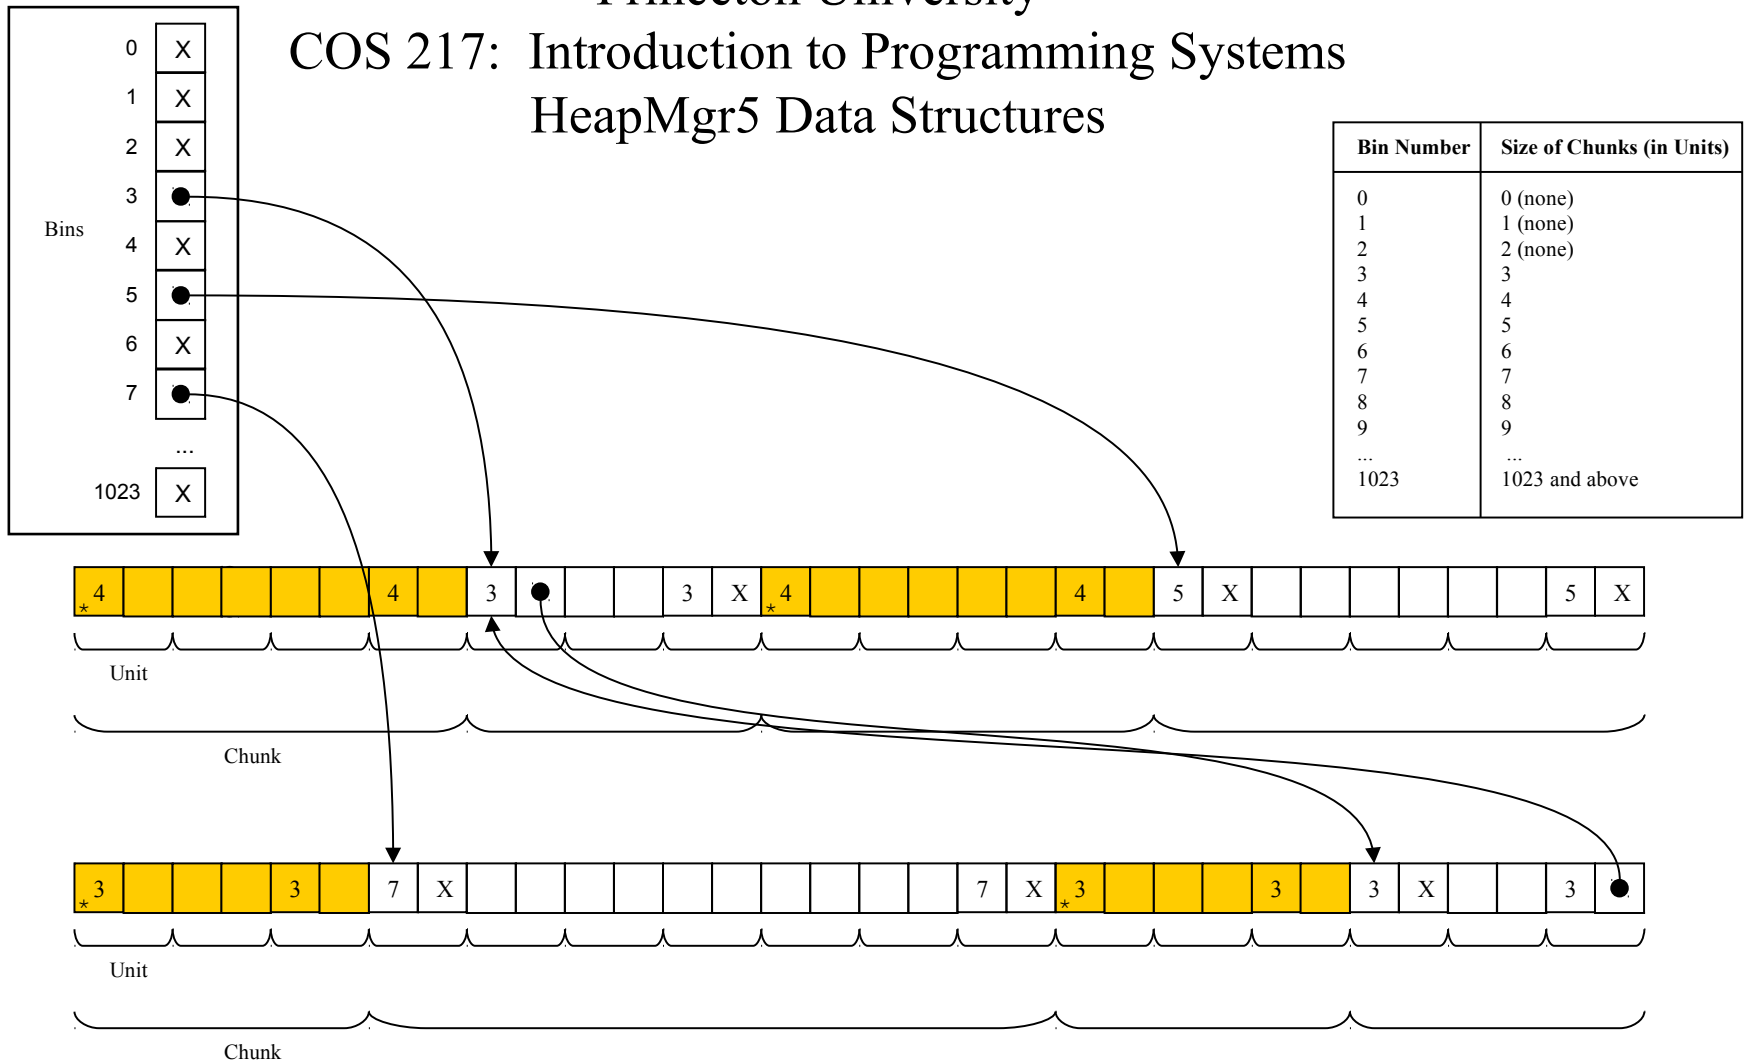 Princeton University
COS 217: Introduction to Programming Systems
HeapMgr5 Data Structures
Bins
0 X
1 X
2 X
3
4 X
5
6 X
7
...
1023 X
Bin Number Size of Chunks (in Units)
0 0 (none)
1 1 (none)
2 2 (none)
3 3
4 4
5 5
6 6
7 7
8 8
9 9
... ...
1023 1023 and above
* 4 4 3 3 X * 4 4 5 X 5 X
Unit
Chunk
* 3 3 7 X 7 X * 3 3 3 X 3
Unit
Chunk